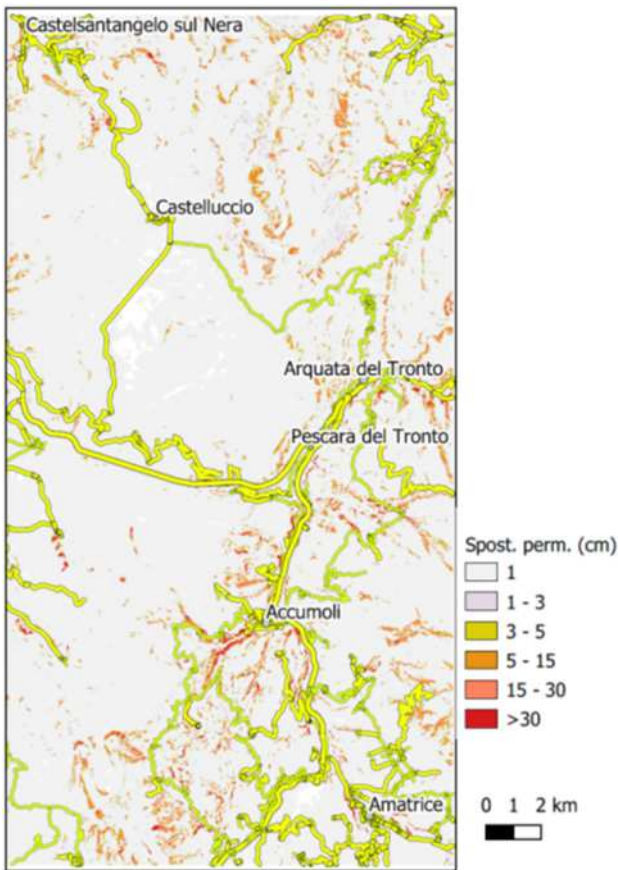 Castelsantangelo sul Nera
Castelluccio
Arquata del Tronto
Pescara del Tronto
Accumoli
Amatrice
Spost. perm. (cm)
1
1 - 3
3 - 5
5 - 15
15 - 30
>30
0 1 2 km